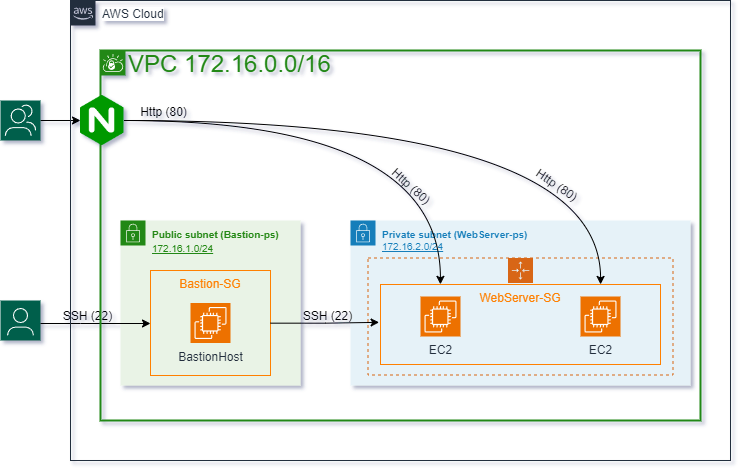 aws
AWS Cloud
VPC 172.16.0.0/16
N
Http (80)
Http (80)
Http (80)
Public subnet (Bastion-ps)
172.16.1.0/24
Private subnet (WebServer-ps)
172.16.2.0/24
Bastion-SG
WebServer-SG
SSH (22)
SSH (22)
BastionHost
EC2
EC2